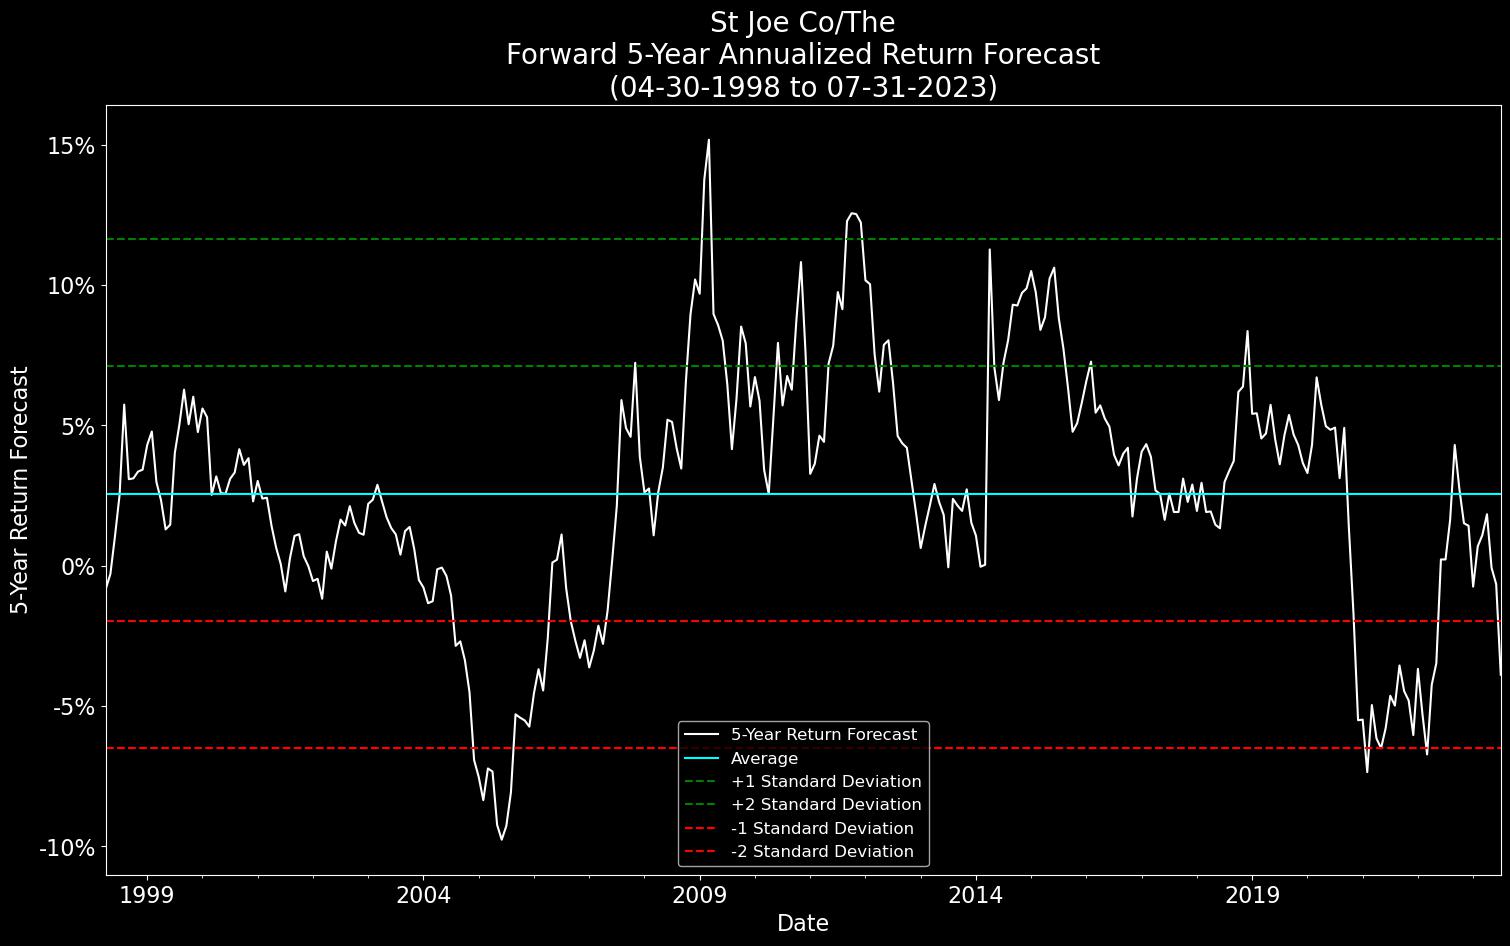 St Joe Co/The
Forward 5-Year Annualized Return Forecast
(04-30-1998 to 07-31-2023)
15%
10%
5%
0%
-5%
-10%
5-Year Return Forecast
5-Year Return Forecast
Average
+1 Standard Deviation
+2 Standard Deviation
-1 Standard Deviation
-2 Standard Deviation
1999 2004 2009 2014 2019
Date